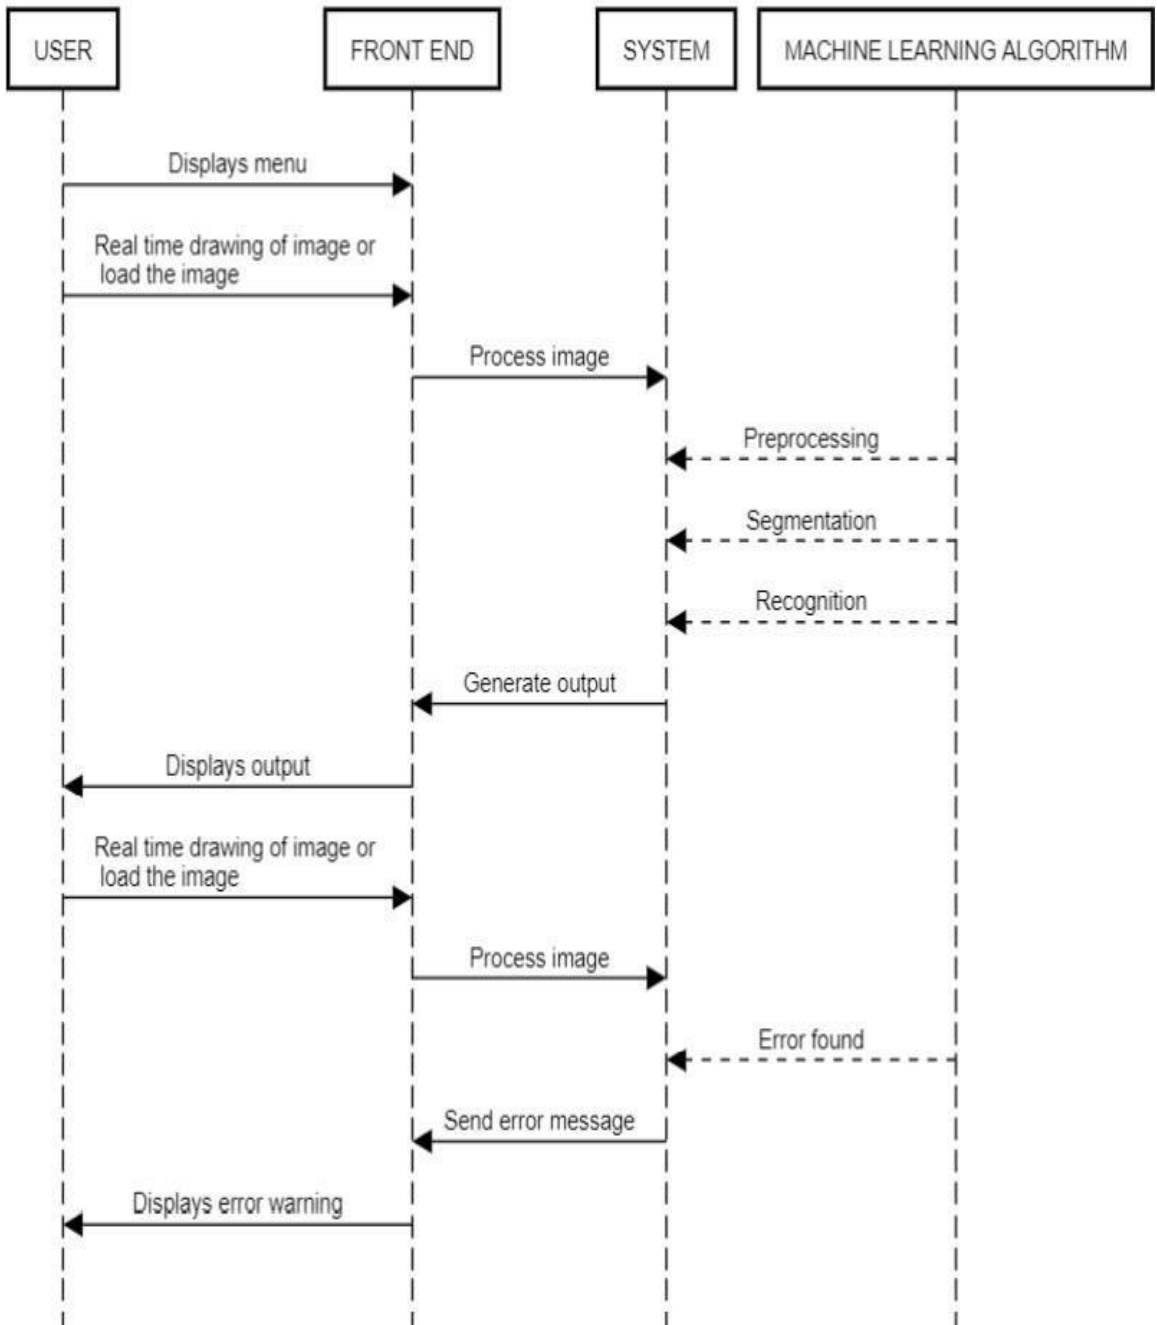 USER
FRONT END
SYSTEM
MACHINE LEARNING ALGORITHM
Displays menu
Real time drawing of image or
load the image
Process image
Preprocessing
Segmentation
Recognition
Generate output
Displays output
Real time drawing of image or
load the image
Process image
Error found
Send error message
Displays error warning